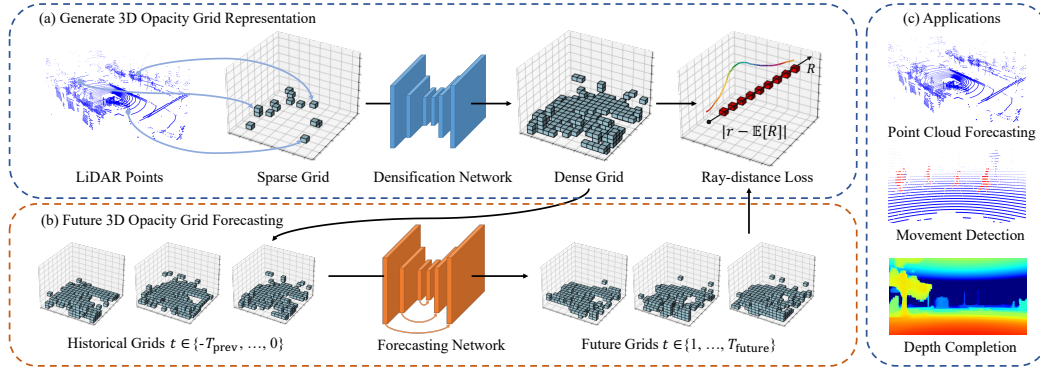 (a) Generate 3D Opacity Grid Representation
R
|r − 𝔼[R]|
LiDAR Points
Sparse Grid
Densification Network
Dense Grid
Ray-distance Loss
(b) Future 3D Opacity Grid Forecasting
Historical Grids t ∈{-T_prev, …, 0}
Forecasting Network
Future Grids t ∈{1, …, T_future}
(c) Applications
Point Cloud Forecasting
Movement Detection
Depth Completion